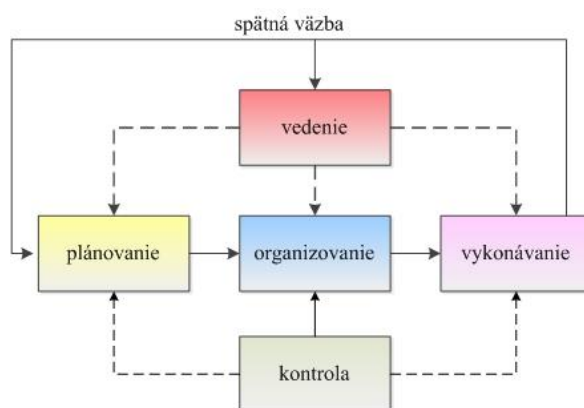 spätná väzba
vedenie
plánovanie
organizovanie
vykonávanie
kontrola